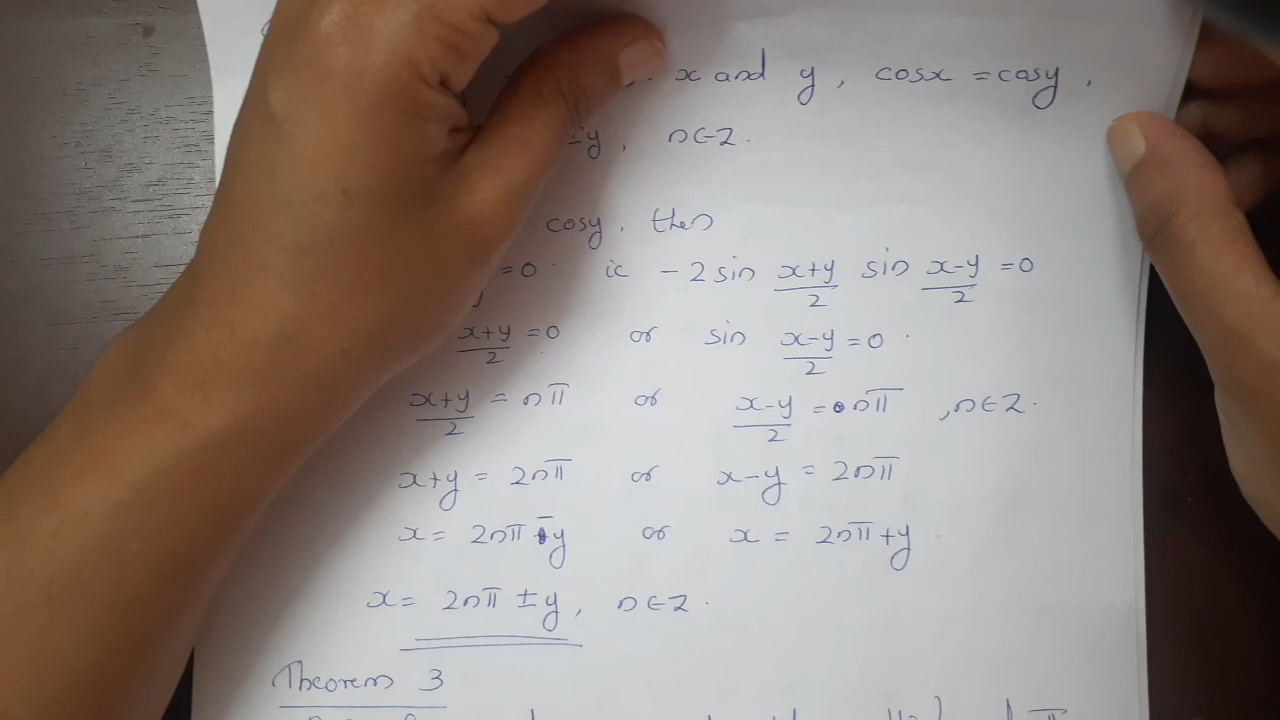 x and y, cosx = cosy,
±y, n∈Z.
cosy, then
=0. ie -2 sin (x+y)/2 sin (x-y)/2 = 0
(x+y)/2 = 0 or sin (x-y)/2 = 0.
(x+y)/2 = nπ or (x-y)/2 = nπ, n∈Z.
x+y = 2nπ or x-y = 2nπ
x = 2nπ - y or x = 2nπ+y.
x = 2nπ ± y, n∈Z.
Theorem 3